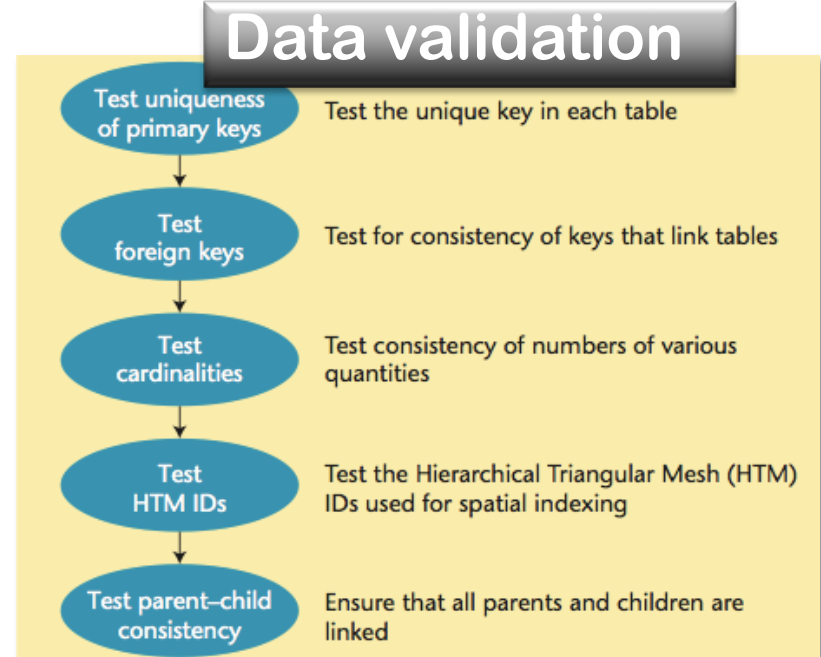 Data validation
Test uniqueness
of primary keys
Test the unique key in each table
Test
foreign keys
Test for consistency of keys that link tables
Test
cardinalities
Test consistency of numbers of various
quantities
Test
HTM IDs
Test the Hierarchical Triangular Mesh (HTM)
IDs used for spatial indexing
Test parent–child
consistency
Ensure that all parents and children are
linked